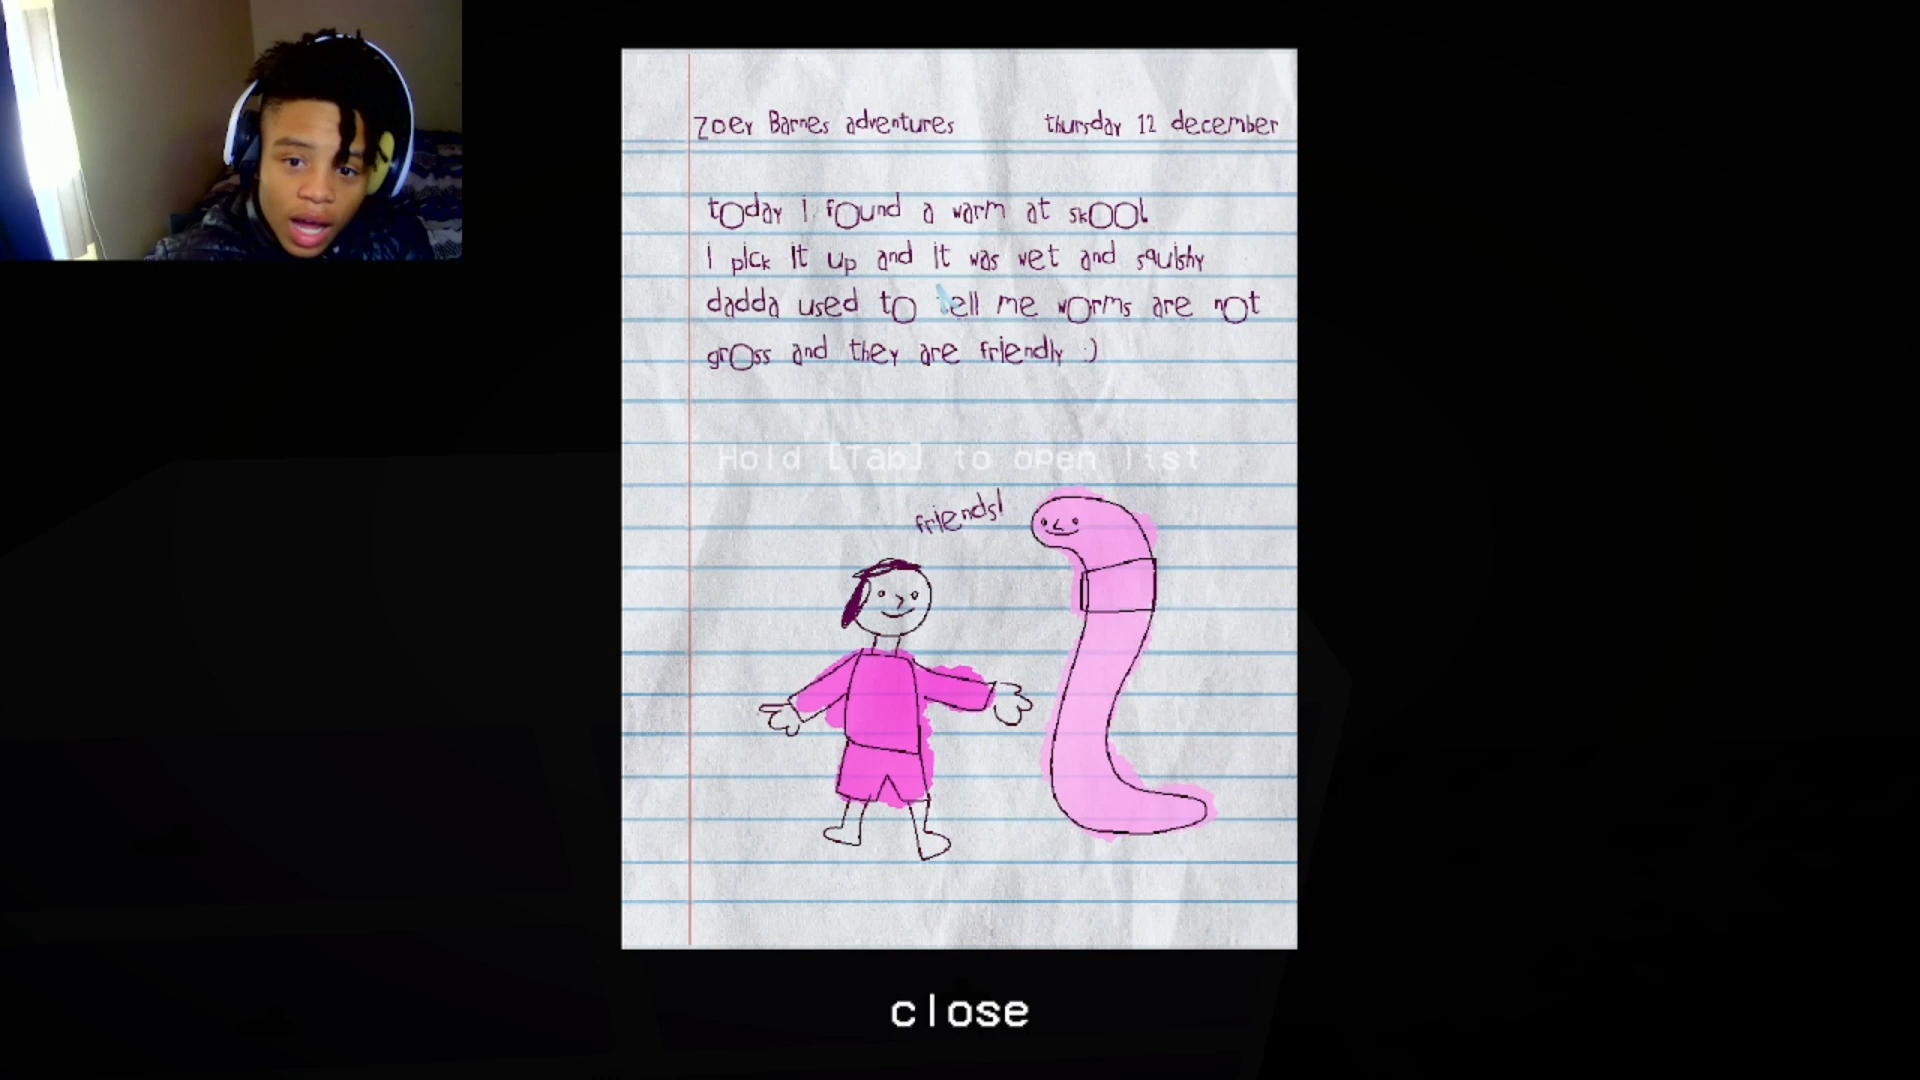 Zoey Barnes adventures thursday 12 december
today i found a warm at skOOl
i pick it up and it was wet and squishy
dadda used to tell me worms are not
gross and they are friendly :)
Hold [Tab] to open list
friends!
close